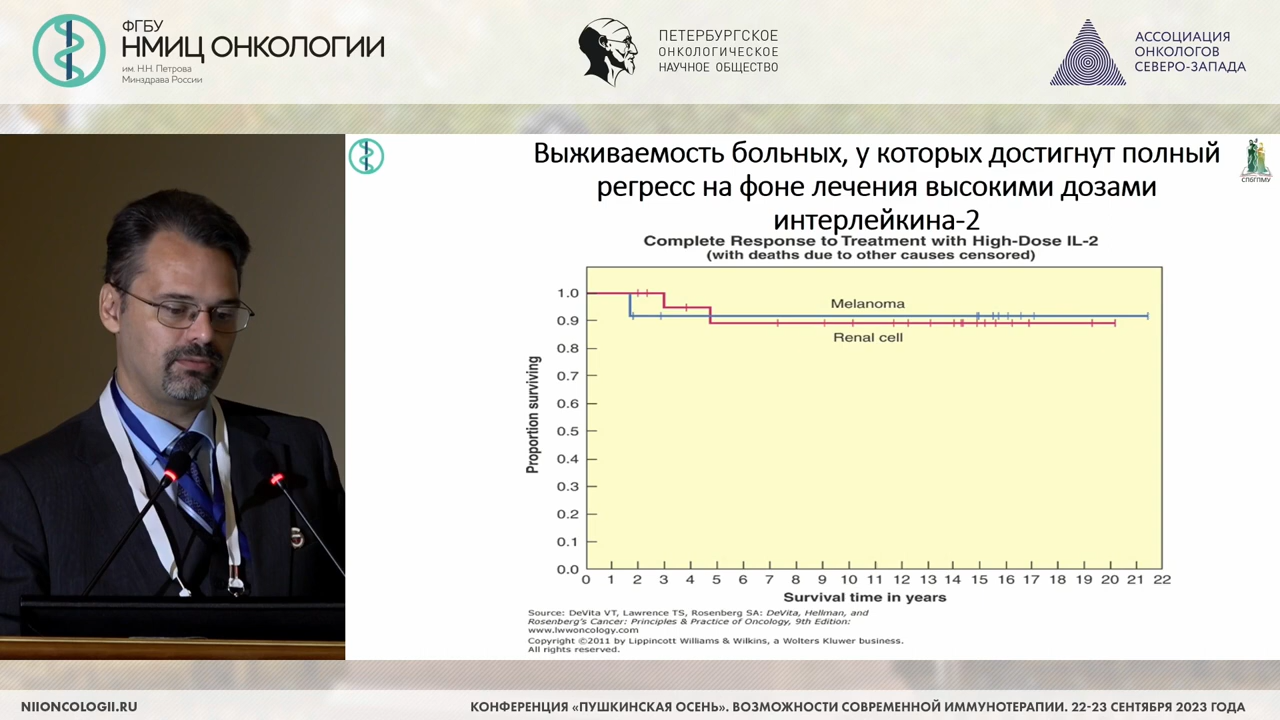 ФГБУ
НМИЦ ОНКОЛОГИИ
им. Н.Н. Петрова
Минздрава России
ПЕТЕРБУРГСКОЕ
ОНКОЛОГИЧЕСКОЕ
НАУЧНОЕ ОБЩЕСТВО
АССОЦИАЦИЯ
ОНКОЛОГОВ
СЕВЕРО-ЗАПАДА
Выживаемость больных, у которых достигнут полный
регресс на фоне лечения высокими дозами
интерлейкина-2
СПбГПМУ
Complete Response to Treatment with High-Dose IL-2
(with deaths due to other causes censored)
1.0
0.9
0.8
0.7
0.6
0.5
0.4
0.3
0.2
0.1
0.0
Proportion surviving
Melanoma
Renal cell
0 1 2 3 4 5 6 7 8 9 10 11 12 13 14 15 16 17 18 19 20 21 22
Survival time in years
Source: DeVita VT, Lawrence TS, Rosenberg SA: DeVita, Hellman, and
Rosenberg's Cancer: Principles & Practice of Oncology, 9th Edition:
www.lwwoncology.com
Copyright ©2011 by Lippincott Williams & Wilkins, a Wolters Kluwer business.
All rights reserved.
NIIONCOLOGII.RU
КОНФЕРЕНЦИЯ «ПУШКИНСКАЯ ОСЕНЬ». ВОЗМОЖНОСТИ СОВРЕМЕННОЙ ИММУНОТЕРАПИИ. 22-23 СЕНТЯБРЯ 2023 ГОДА